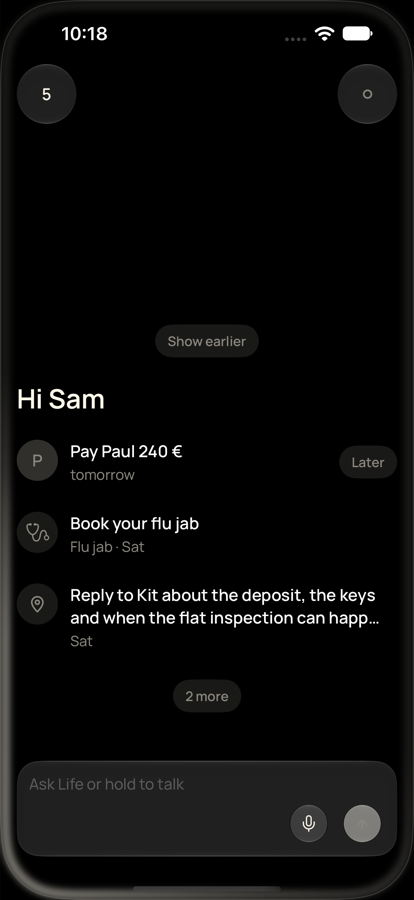 10:18
5
Show earlier
Hi Sam
P
Pay Paul 240 €
tomorrow
Later
Book your flu jab
Flu jab · Sat
Reply to Kit about the deposit, the keys
and when the flat inspection can happ…
Sat
2 more
Ask Life or hold to talk